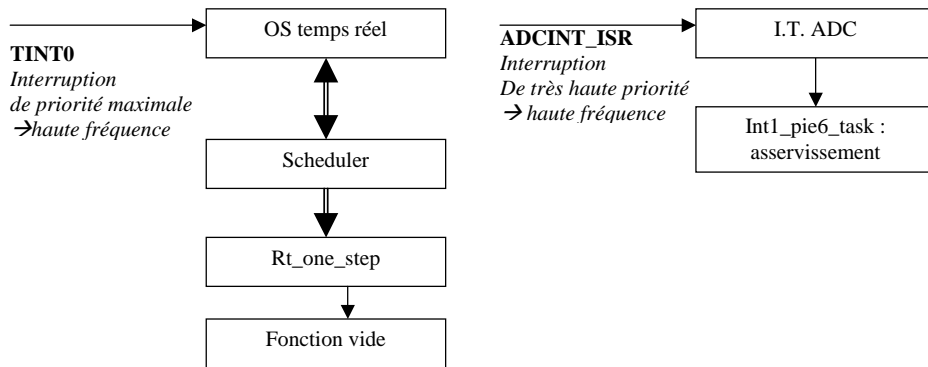 OS temps réel
TINT0
Interruption
de priorité maximale
→haute fréquence
Scheduler
Rt_one_step
Fonction vide
I.T. ADC
ADCINT_ISR
Interruption
De très haute priorité
→ haute fréquence
Int1_pie6_task :
asservissement